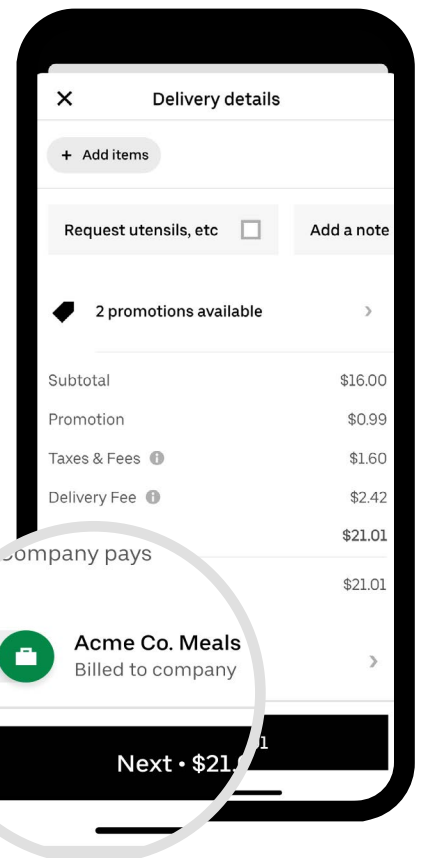 Delivery details
+ Add items
Request utensils, etc
Add a note
2 promotions available
Subtotal $16.00
Promotion $0.99
Taxes & Fees $1.60
Delivery Fee $2.42
$21.01
Company pays
$21.01
Acme Co. Meals
Billed to company
Next • $21.